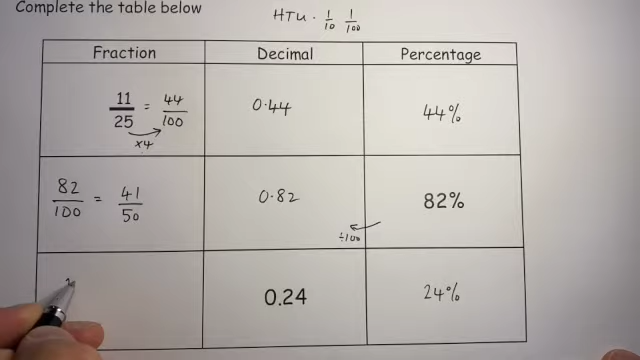 Complete the table below
HTU · 1/10 1/100
Fraction Decimal Percentage
11/25 = 44/100 0·44 44%
×4
82/100 = 41/50 0·82 82%
÷100
0.24 24%